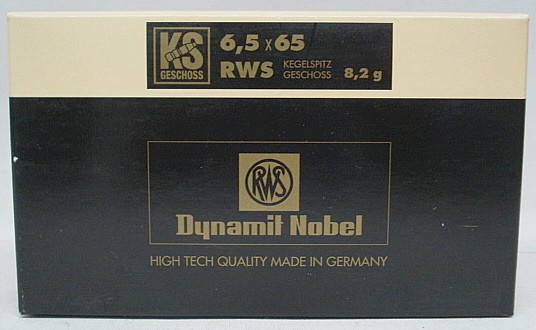 KS
GESCHOSS
6,5 x 65
RWS KEGELSPITZ
GESCHOSS 8,2 g
RWS
Dynamit Nobel
HIGH TECH QUALITY MADE IN GERMANY